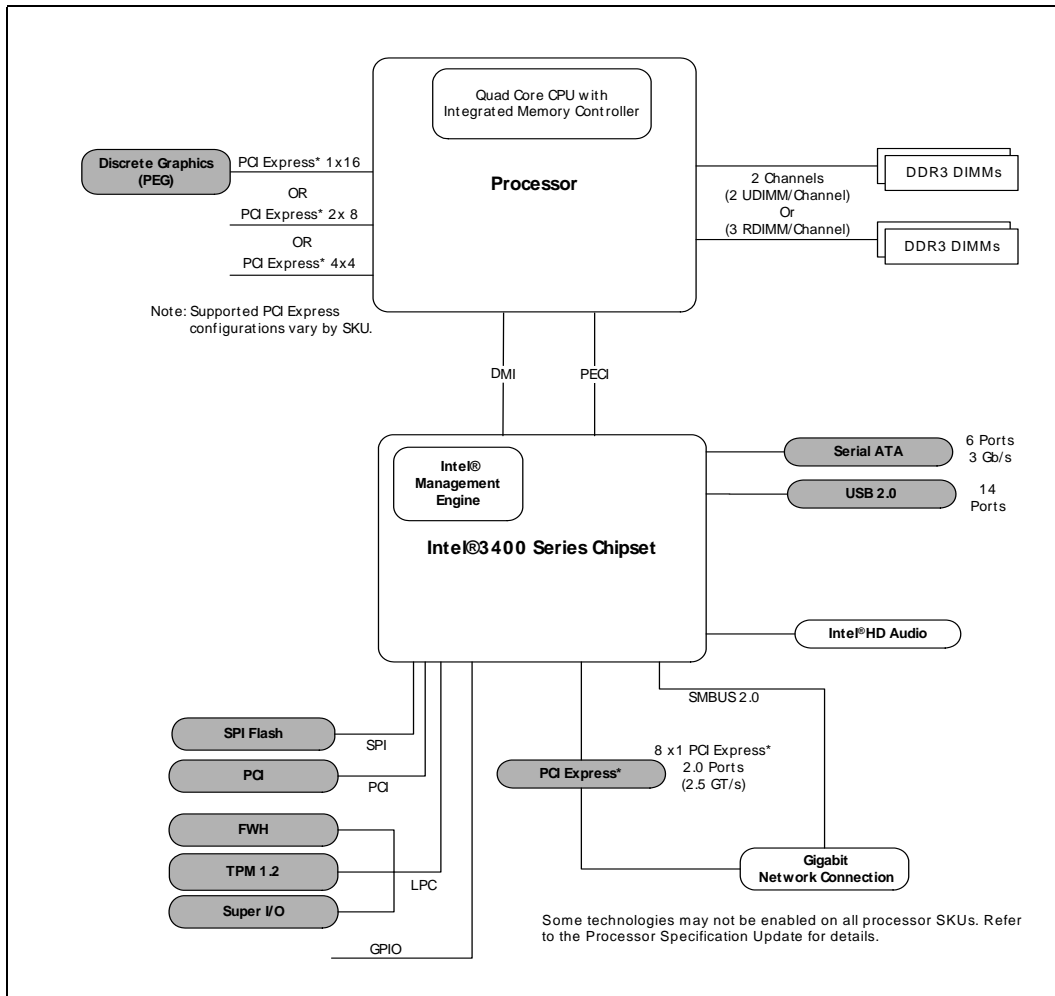 Quad Core CPU with
Integrated Memory Controller
Processor
Discrete Graphics
(PEG)
PCI Express* 1x16
OR
PCI Express* 2x 8
OR
PCI Express* 4x4
Note: Supported PCI Express
configurations vary by SKU.
2 Channels
(2 UDIMM/Channel)
Or
(3 RDIMM/Channel)
DDR3 DIMMs
DDR3 DIMMs
DMI
PECI
Intel®
Management
Engine
Intel®3400 Series Chipset
Serial ATA
6 Ports
3 Gb/s
USB 2.0
14
Ports
Intel®HD Audio
SMBUS 2.0
SPI Flash
SPI
PCI
PCI
FWH
TPM 1.2
LPC
Super I/O
GPIO
PCI Express*
8 x1 PCI Express*
2.0 Ports
(2.5 GT/s)
Gigabit
Network Connection
Some technologies may not be enabled on all processor SKUs. Refer
to the Processor Specification Update for details.